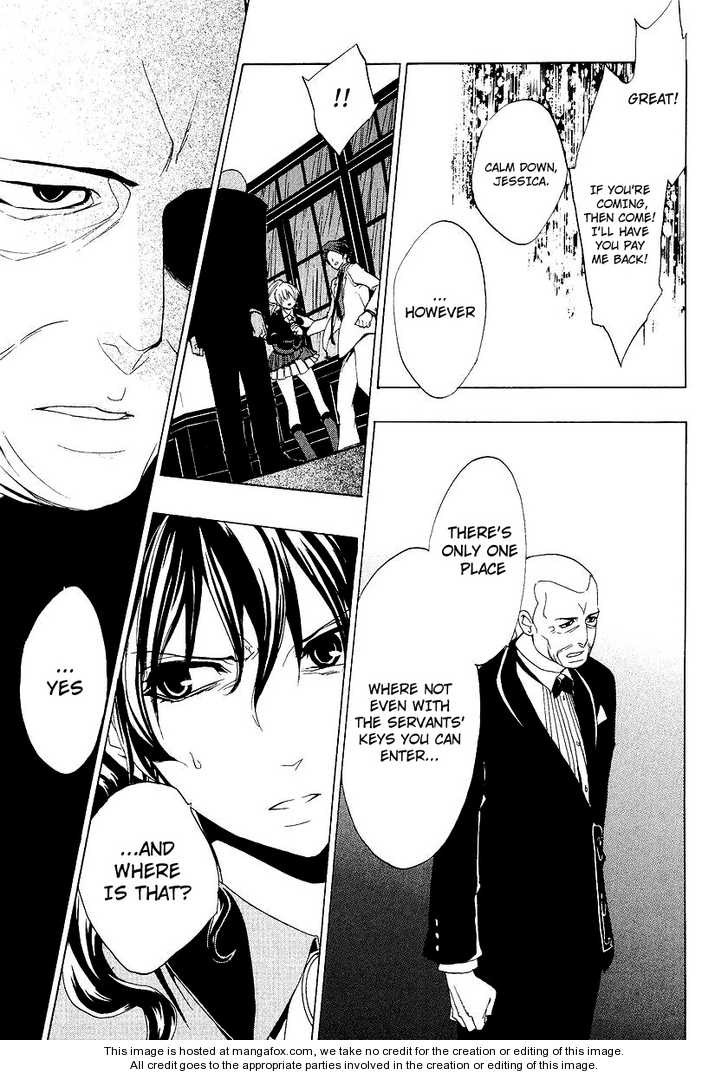 GREAT!
IF YOU'RE
COMING,
THEN COME!
I'LL HAVE
YOU PAY
ME BACK!
CALM DOWN,
JESSICA.
...
HOWEVER
!!
THERE'S
ONLY ONE
PLACE
WHERE NOT
EVEN WITH
THE SERVANTS'
KEYS YOU CAN
ENTER...
...AND
WHERE
IS THAT?
...
YES
This image is hosted at mangafox.com, we take no credit for the creation or editing of this image.
All credit goes to the appropriate parties involved in the creation of this image.